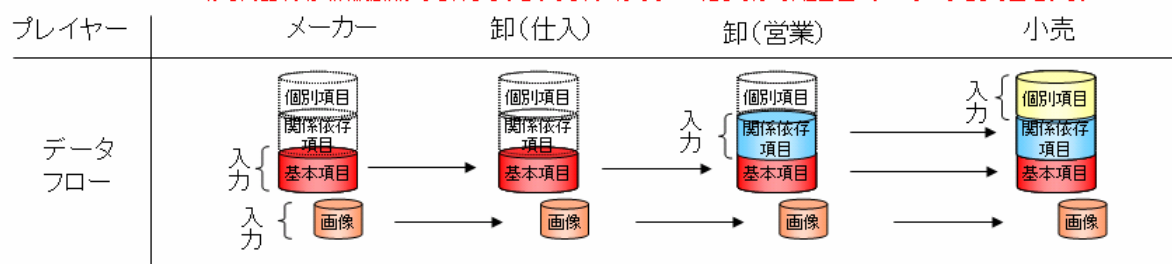 プレイヤー メーカー 卸(仕入) 卸(営業) 小売
データ
フロー
個別項目
関係依存
項目
基本項目
入力
画像
入力
個別項目
関係依存
項目
基本項目
画像
個別項目
関係依存
項目
基本項目
入力
画像
個別項目
入力
関係依存
項目
基本項目
画像